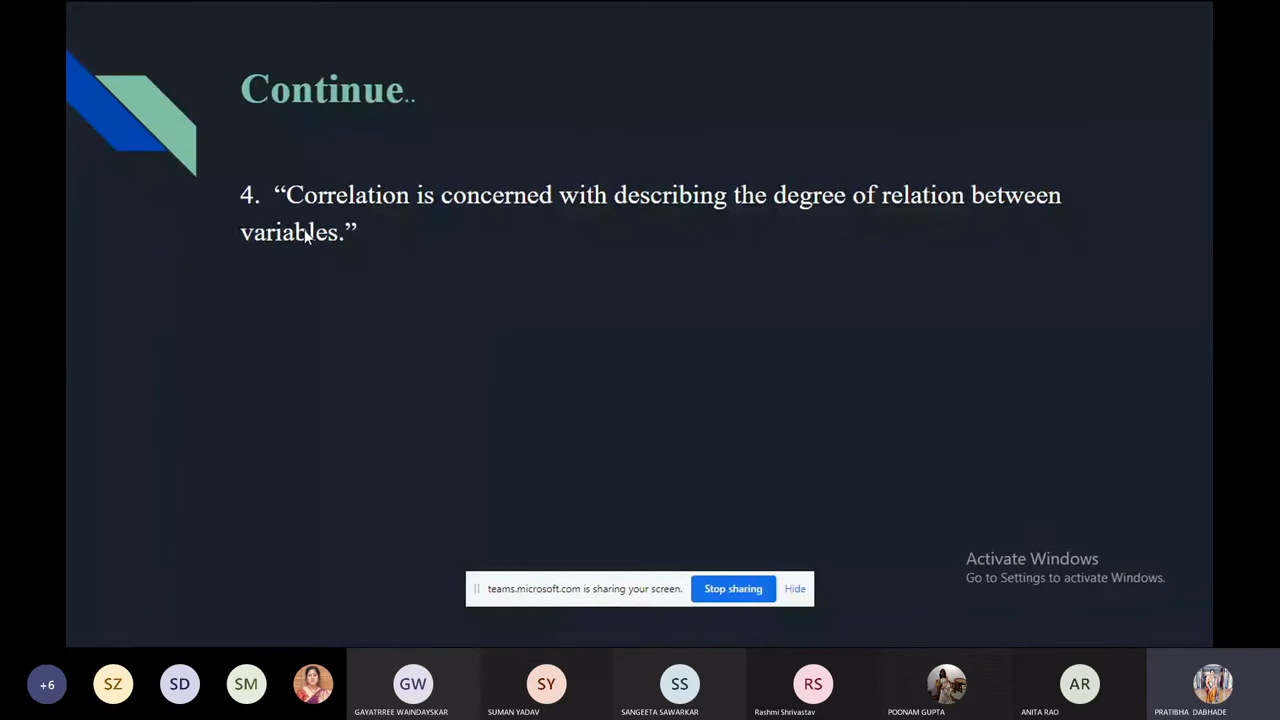 Continue..
4. “Correlation is concerned with describing the degree of relation between
variables.”
Activate Windows
Go to Settings to activate Windows.
teams.microsoft.com is sharing your screen. Stop sharing Hide
+6 SZ SD SM GW SY SS RS AR
GAYATRREE WAINDAYSKAR SUMAN YADAV SANGEETA SAWARKAR Rashmi Shrivastav POONAM GUPTA ANITA RAO PRATIBHA DABHADE